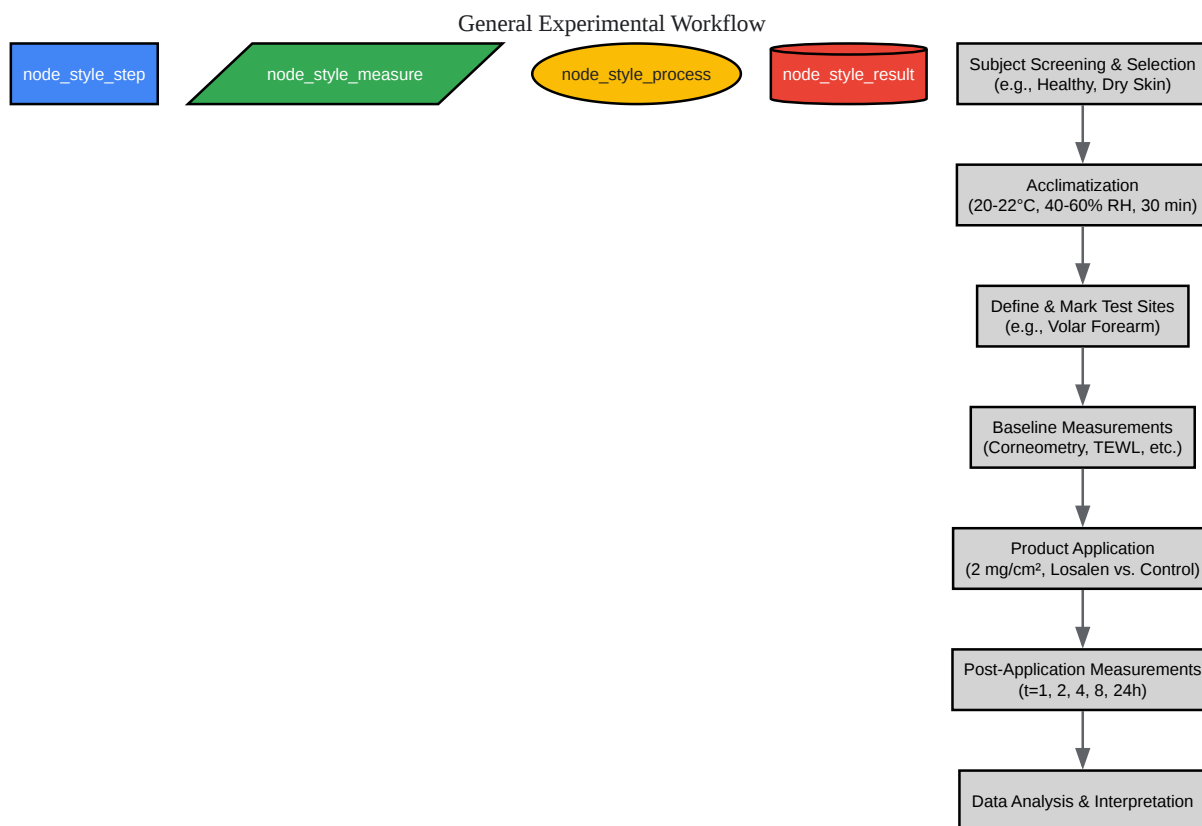 General Experimental Workflow
node_style_step
node_style_measure
node_style_process
node_style_result
Subject Screening & Selection
(e.g., Healthy, Dry Skin)
Acclimatization
(20-22°C, 40-60% RH, 30 min)
Define & Mark Test Sites
(e.g., Volar Forearm)
Baseline Measurements
(Corneometry, TEWL, etc.)
Product Application
(2 mg/cm², Losalen vs. Control)
Post-Application Measurements
(t=1, 2, 4, 8, 24h)
Data Analysis & Interpretation